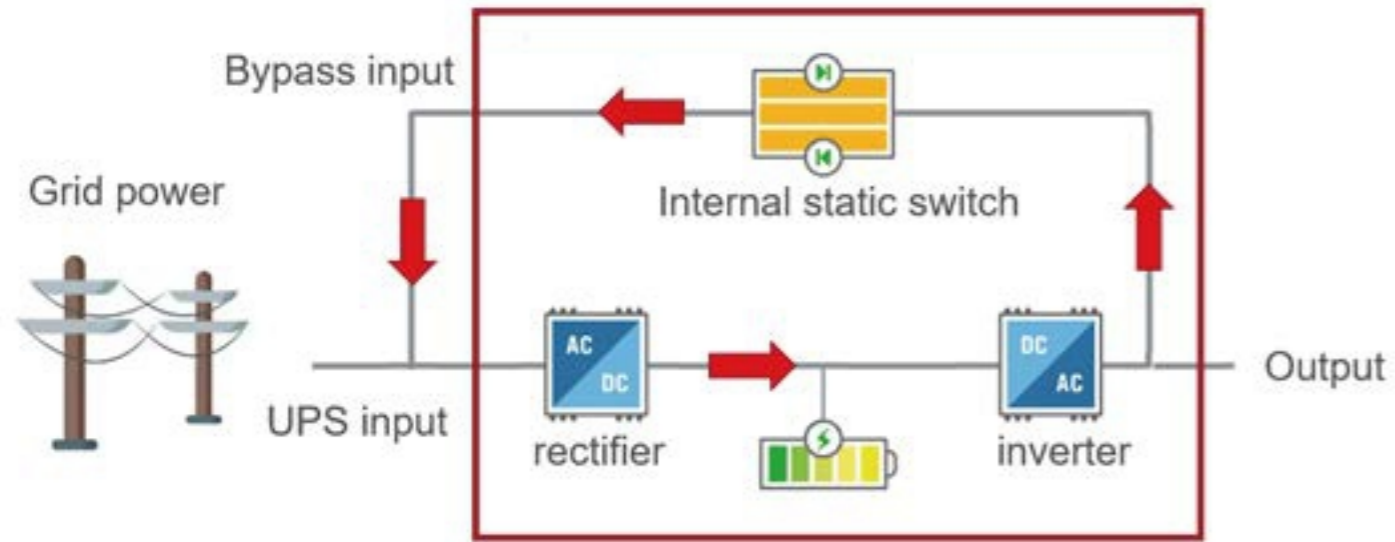 Bypass input
Grid power
Internal static switch
AC
DC
DC
AC
Output
UPS input
rectifier
inverter